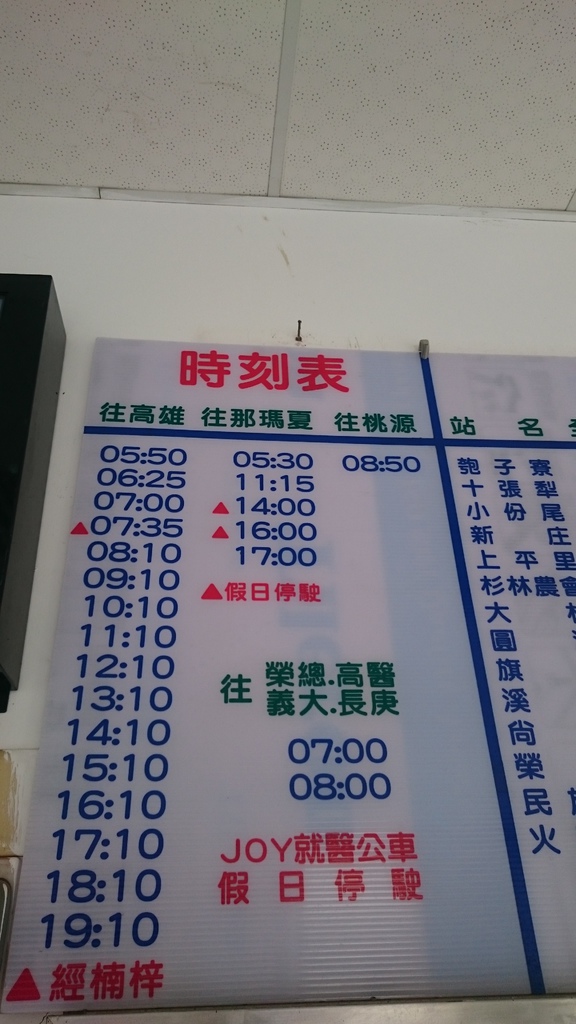 時刻表
往高雄 往那瑪夏 往桃源
05:50
06:25
07:00
▲07:35
08:10
09:10
10:10
11:10
12:10
13:10
14:10
15:10
16:10
17:10
18:10
19:10
▲經楠梓
05:30
11:15
▲14:00
▲16:00
17:00
▲假日停駛
08:50
往 榮總.高醫
義大.長庚
07:00
08:00
JOY就醫公車
假日停駛
站 名
匏子寮
十張犁
小份尾
新 庄
上平里
杉林農會
大
圓
旗
溪
尚
榮
民
火